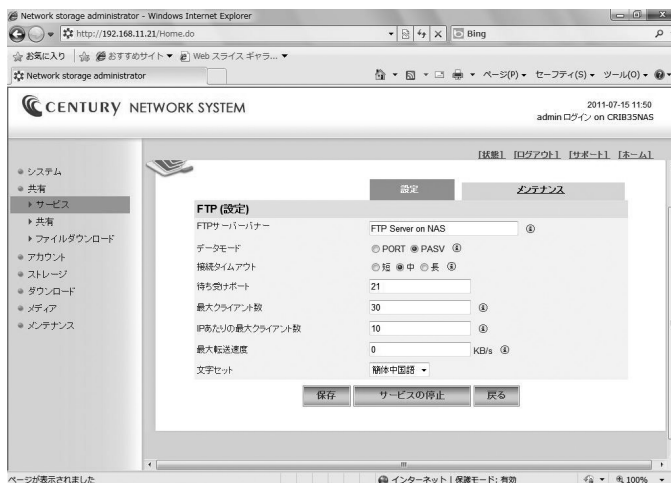 Network storage administrator - Windows Internet Explorer
http://192.168.11.21/Home.do
Bing
お気に入り おすすめサイト ▼ Web スライス ギャラ... ▼
Network storage administrator
ページ(P) ▼ セーフティ(S) ▼ ツール(O) ▼
CENTURY NETWORK SYSTEM
2011-07-15 11:50
admin ログイン on CRIB35NAS
[状態] [ログアウト] [サポート] [ホーム]
システム
共有
サービス
共有
ファイルダウンロード
アカウント
ストレージ
ダウンロード
メディア
メンテナンス
設定 メンテナンス
FTP (設定)
FTPサーバーバナー FTP Server on NAS
データモード PORT PASV
接続タイムアウト 短 中 長
待ち受けポート 21
最大クライアント数 30
IPあたりの最大クライアント数 10
最大転送速度 0 KB/s
文字セット 簡体中国語
保存 サービスの停止 戻る
ページが表示されました インターネット | 保護モード: 有効 100%